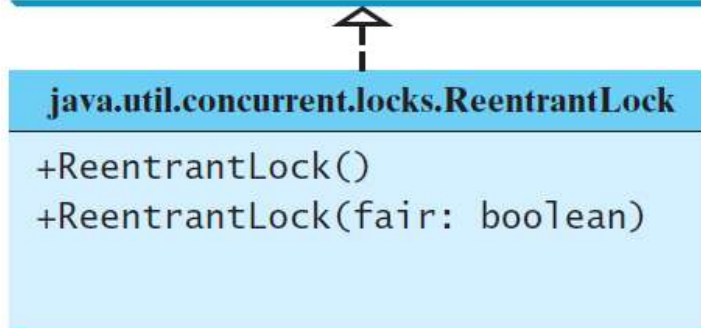 java.util.concurrent.locks.ReentrantLock
+ReentrantLock()
+ReentrantLock(fair: boolean)